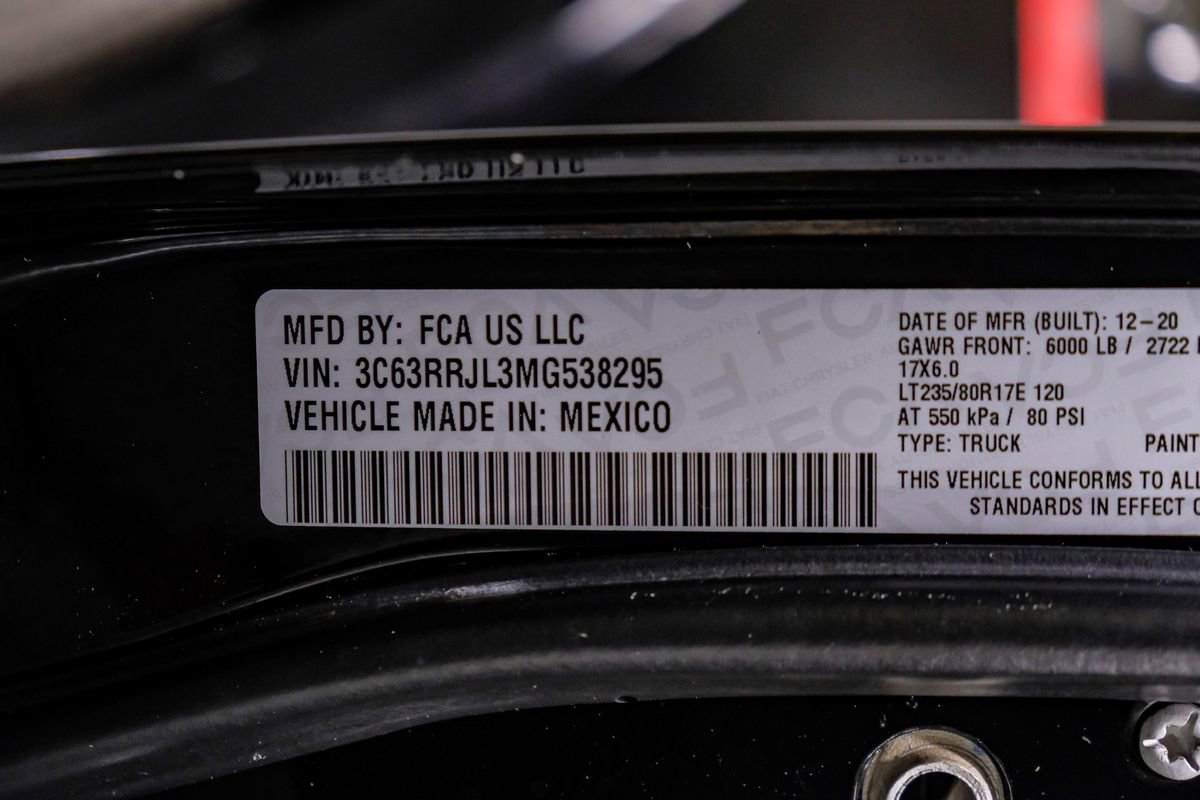 MFD BY: FCA US LLC
VIN: 3C63RRJL3MG538295
VEHICLE MADE IN: MEXICO
DATE OF MFR (BUILT): 12-20
GAWR FRONT: 6000 LB / 2722
17X6.0
LT235/80R17E 120
AT 550 kPa / 80 PSI
TYPE: TRUCK PAINT
THIS VEHICLE CONFORMS TO ALL
STANDARDS IN EFFECT